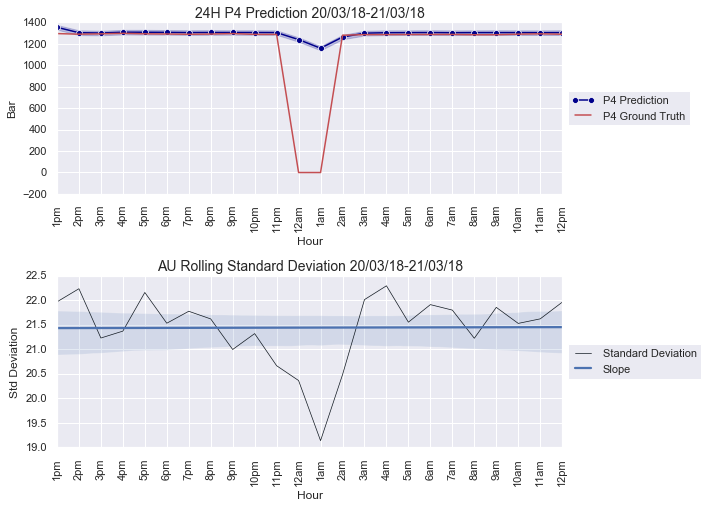 24H P4 Prediction 20/03/18-21/03/18
1400
1200
1000
800
600
400
200
0
−200
Bar
1pm 2pm 3pm 4pm 5pm 6pm 7pm 8pm 9pm 10pm 11pm 12am 1am 2am 3am 4am 5am 6am 7am 8am 9am 10am 11am 12pm
Hour
P4 Prediction
P4 Ground Truth
AU Rolling Standard Deviation 20/03/18-21/03/18
22.5
22.0
21.5
21.0
20.5
20.0
19.5
19.0
Std Deviation
1pm 2pm 3pm 4pm 5pm 6pm 7pm 8pm 9pm 10pm 11pm 12am 1am 2am 3am 4am 5am 6am 7am 8am 9am 10am 11am 12pm
Hour
Standard Deviation
Slope